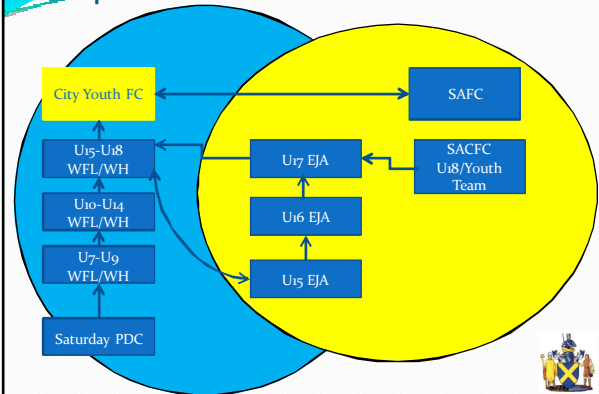 City Youth FC
SAFC
U15-U18
WFL/WH
U17 EJA
SACFC
U18/Youth
Team
U10-U14
WFL/WH
U16 EJA
U7-U9
WFL/WH
U15 EJA
Saturday PDC